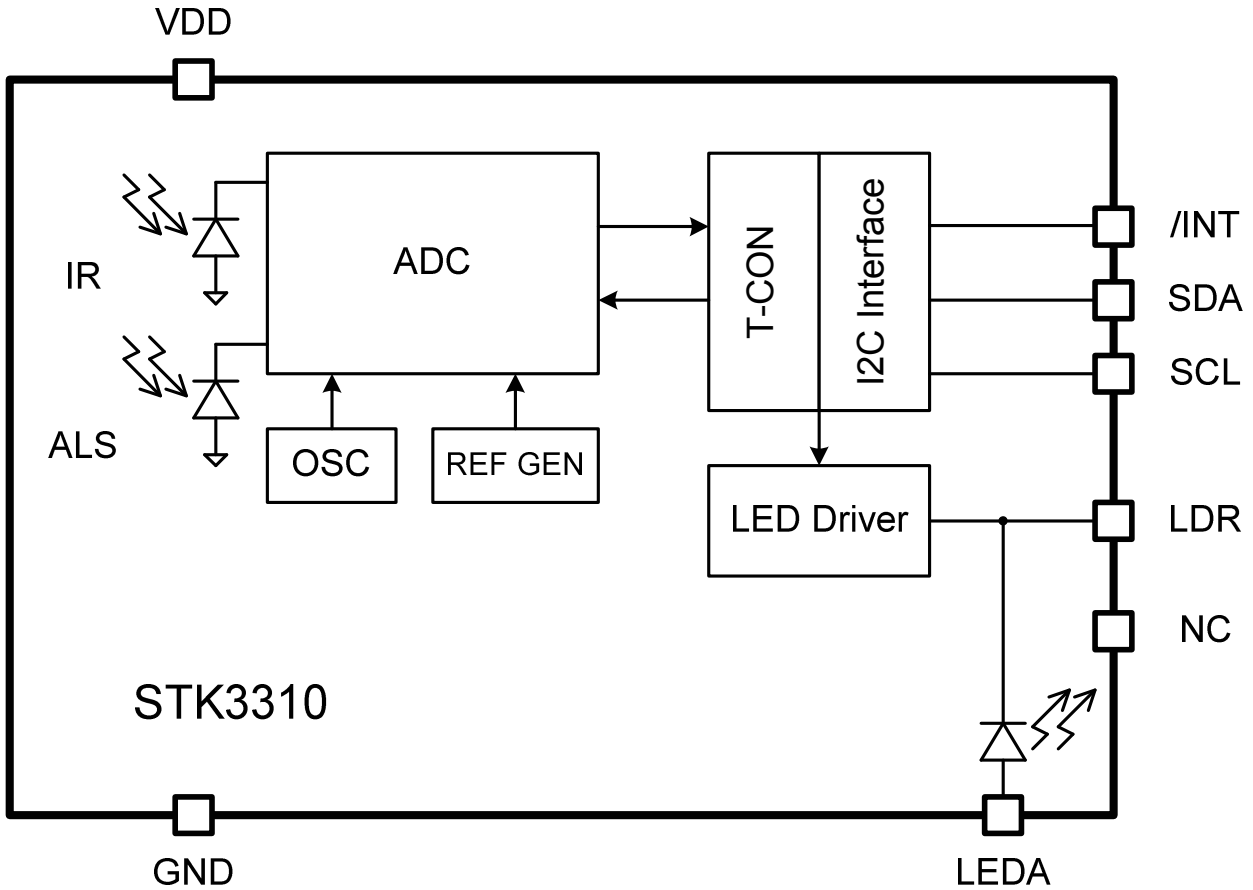 VDD
/INT
IR
ADC
T-CON
I2C Interface
SDA
SCL
ALS
OSC
REF GEN
LED Driver
LDR
NC
STK3310
GND
LEDA